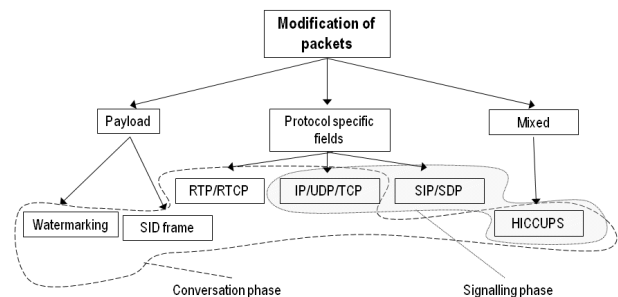 Modification of
packets
Payload
Protocol specific
fields
Mixed
RTP/RTCP
IP/UDP/TCP
SIP/SDP
Watermarking
SID frame
HICCUPS
Conversation phase
Signalling phase